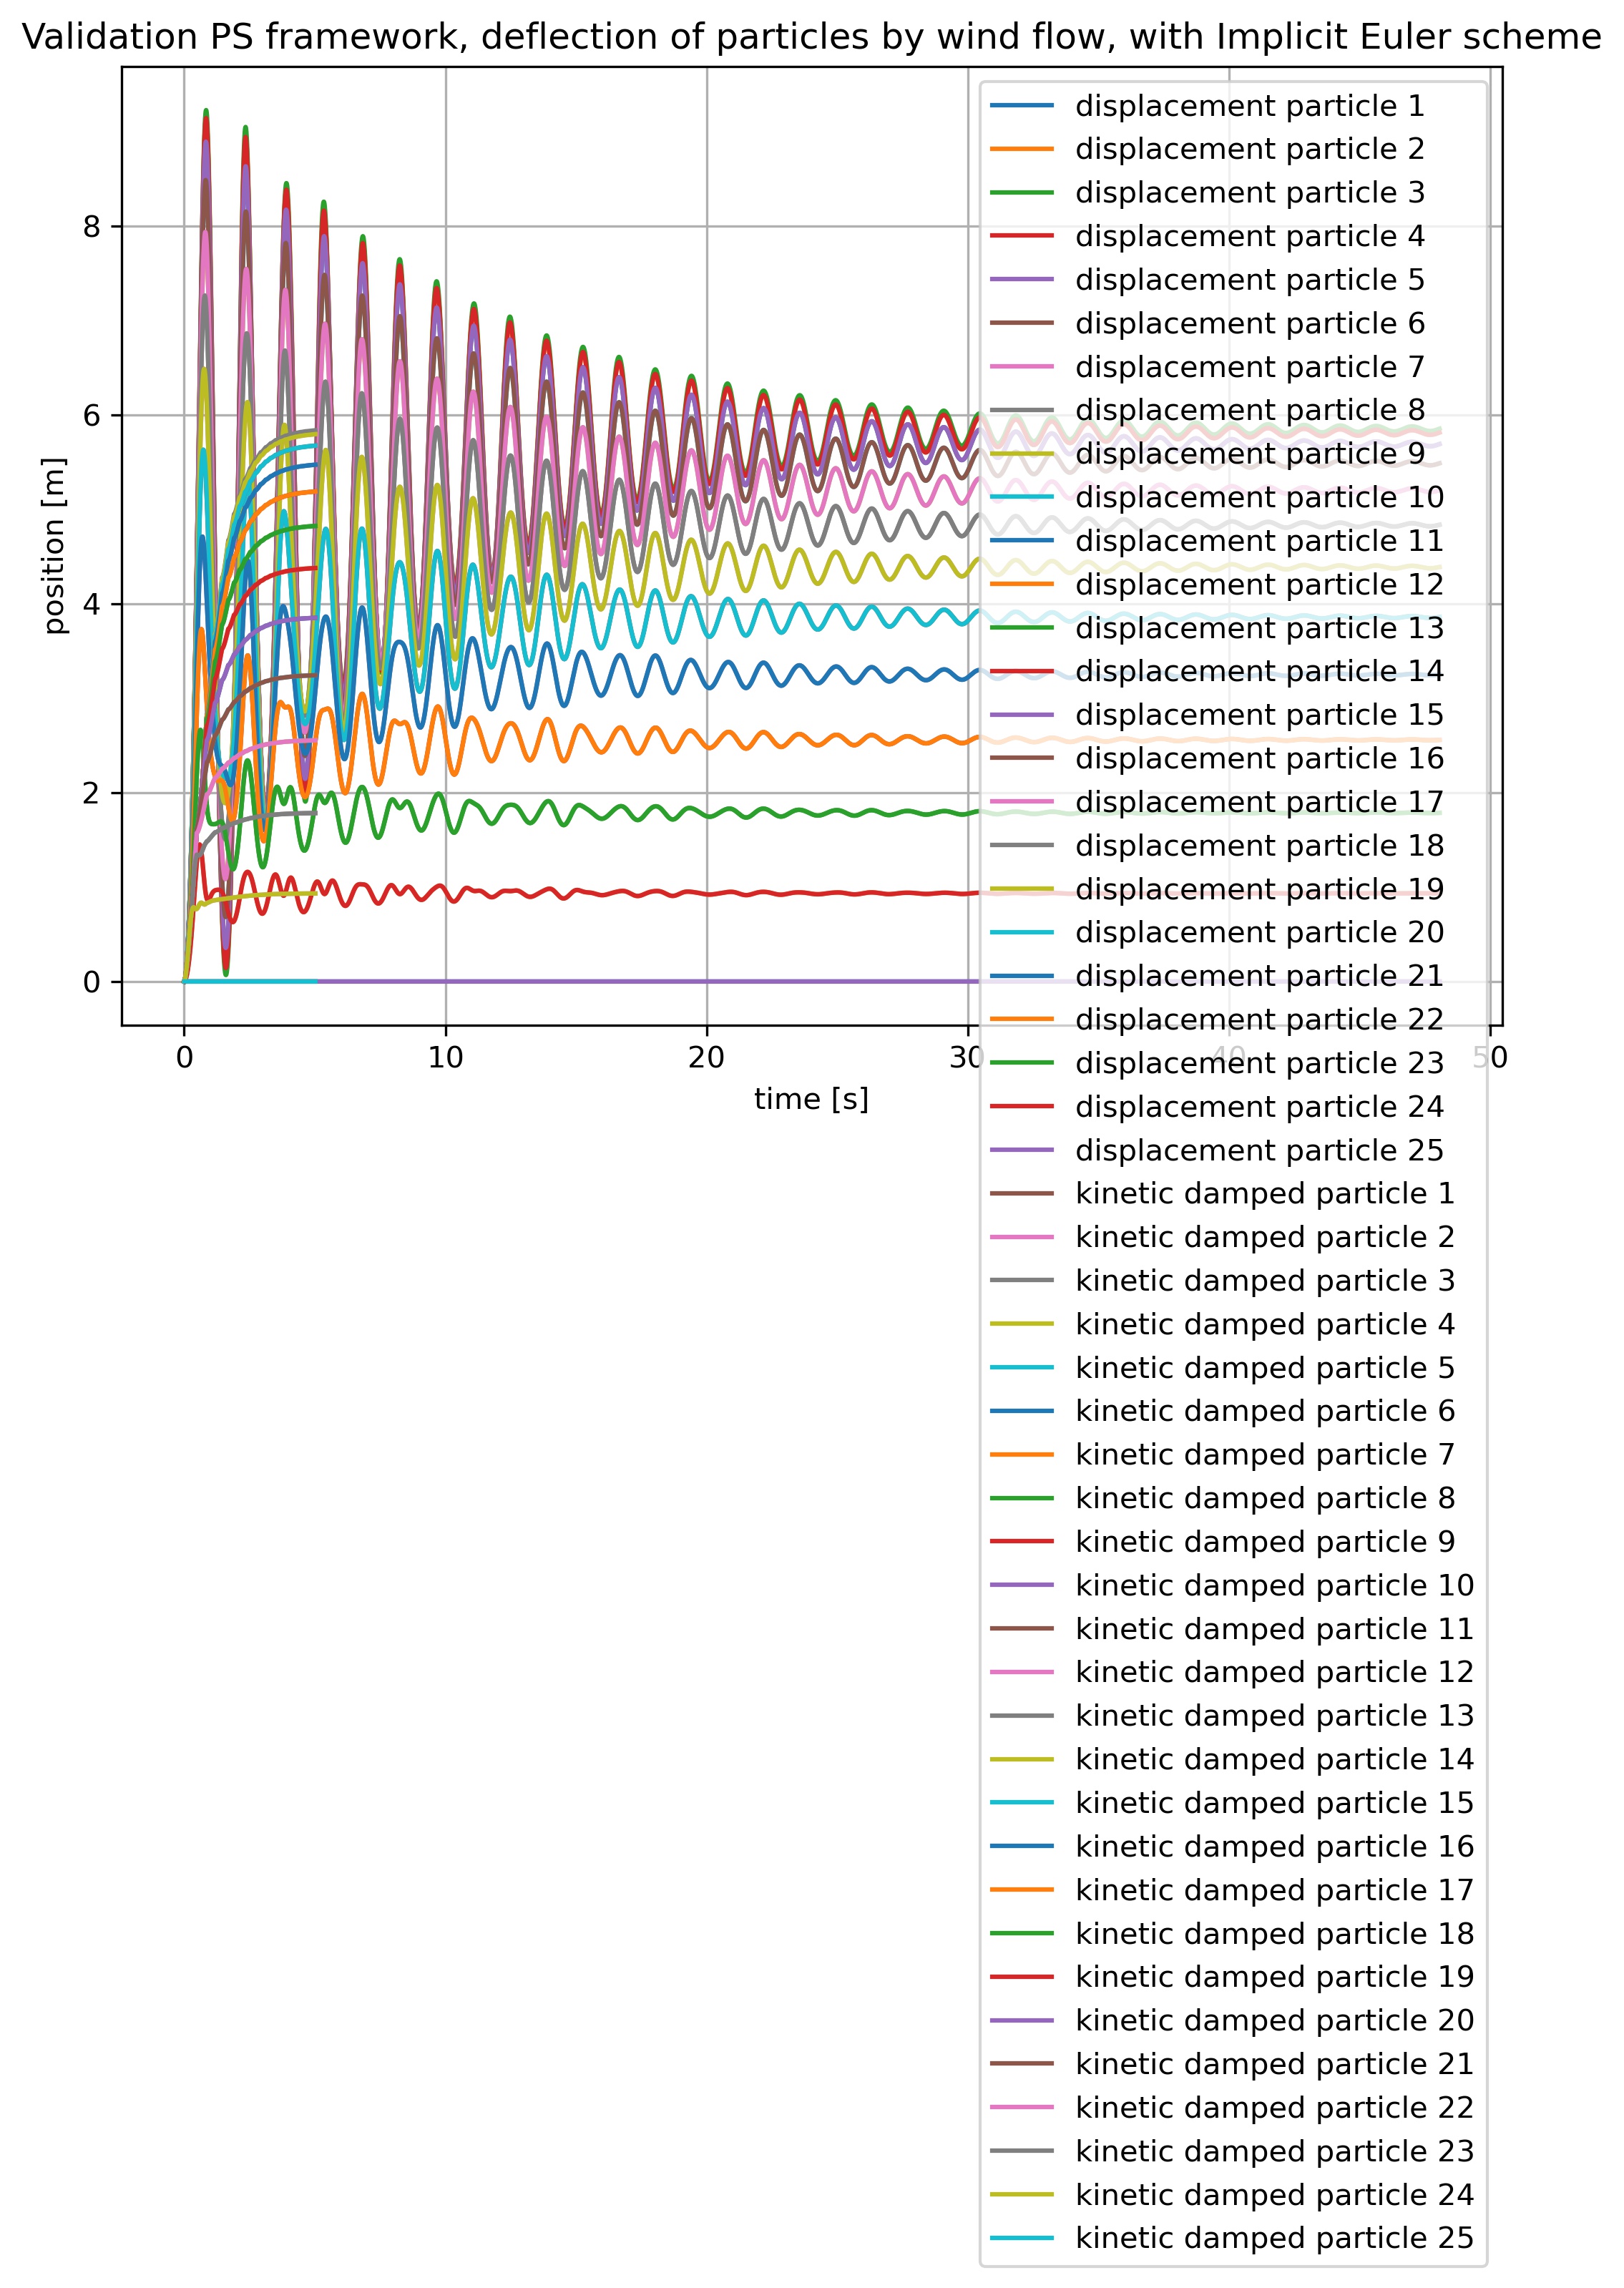 Validation PS framework, deflection of particles by wind flow, with Implicit Euler scheme
position [m]
8
6
4
2
0
0
10
20
30
40
50
time [s]
displacement particle 1
displacement particle 2
displacement particle 3
displacement particle 4
displacement particle 5
displacement particle 6
displacement particle 7
displacement particle 8
displacement particle 9
displacement particle 10
displacement particle 11
displacement particle 12
displacement particle 13
displacement particle 14
displacement particle 15
displacement particle 16
displacement particle 17
displacement particle 18
displacement particle 19
displacement particle 20
displacement particle 21
displacement particle 22
displacement particle 23
displacement particle 24
displacement particle 25
kinetic damped particle 1
kinetic damped particle 2
kinetic damped particle 3
kinetic damped particle 4
kinetic damped particle 5
kinetic damped particle 6
kinetic damped particle 7
kinetic damped particle 8
kinetic damped particle 9
kinetic damped particle 10
kinetic damped particle 11
kinetic damped particle 12
kinetic damped particle 13
kinetic damped particle 14
kinetic damped particle 15
kinetic damped particle 16
kinetic damped particle 17
kinetic damped particle 18
kinetic damped particle 19
kinetic damped particle 20
kinetic damped particle 21
kinetic damped particle 22
kinetic damped particle 23
kinetic damped particle 24
kinetic damped particle 25